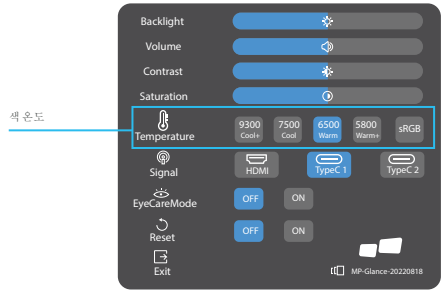 Backlight
Volume
Contrast
Saturation
색온도
Temperature
9300 Cool+
7500 Cool
6500 Warm
5800 Warm+
sRGB
Signal
HDMI
TypeC 1
TypeC 2
EyeCareMode
OFF
ON
Reset
OFF
ON
Exit
MP-Glance-20220818